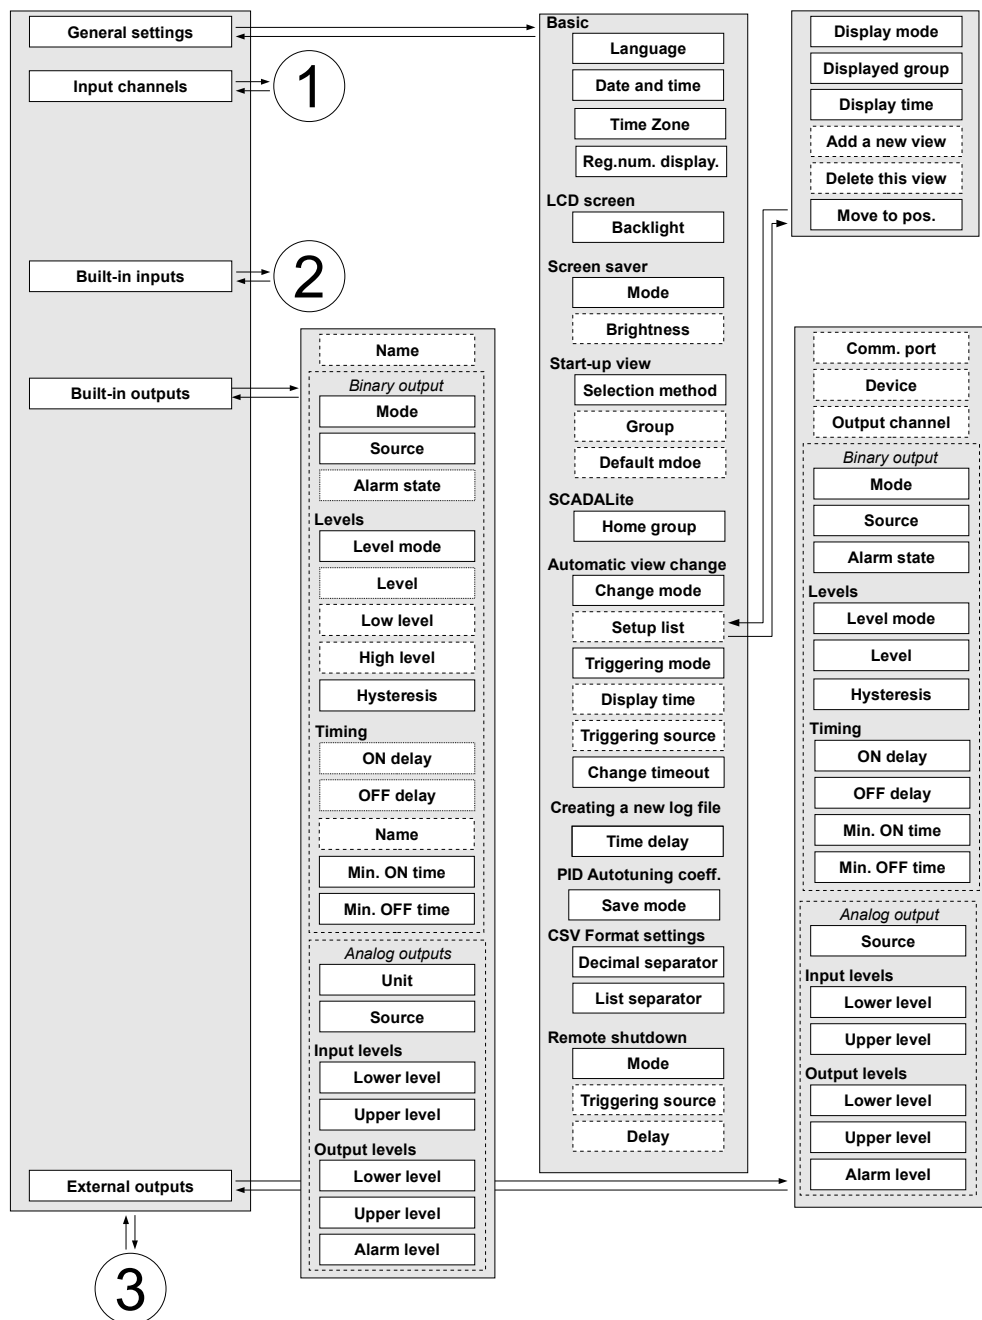 General settings
Input channels
1
Built-in inputs
2
Built-in outputs
External outputs
3
Name
Binary output
Mode
Source
Alarm state
Levels
Level mode
Level
Low level
High level
Hysteresis
Timing
ON delay
OFF delay
Name
Min. ON time
Min. OFF time
Analog outputs
Unit
Source
Input levels
Lower level
Upper level
Output levels
Lower level
Upper level
Alarm level
Basic
Language
Date and time
Time Zone
Reg.num. display.
LCD screen
Backlight
Screen saver
Mode
Brightness
Start-up view
Selection method
Group
Default mdoe
SCADALite
Home group
Automatic view change
Change mode
Setup list
Triggering mode
Display time
Triggering source
Change timeout
Creating a new log file
Time delay
PID Autotuning coeff.
Save mode
CSV Format settings
Decimal separator
List separator
Remote shutdown
Mode
Triggering source
Delay
Display mode
Displayed group
Display time
Add a new view
Delete this view
Move to pos.
Comm. port
Device
Output channel
Binary output
Mode
Source
Alarm state
Levels
Level mode
Level
Hysteresis
Timing
ON delay
OFF delay
Min. ON time
Min. OFF time
Analog output
Source
Input levels
Lower level
Upper level
Output levels
Lower level
Upper level
Alarm level